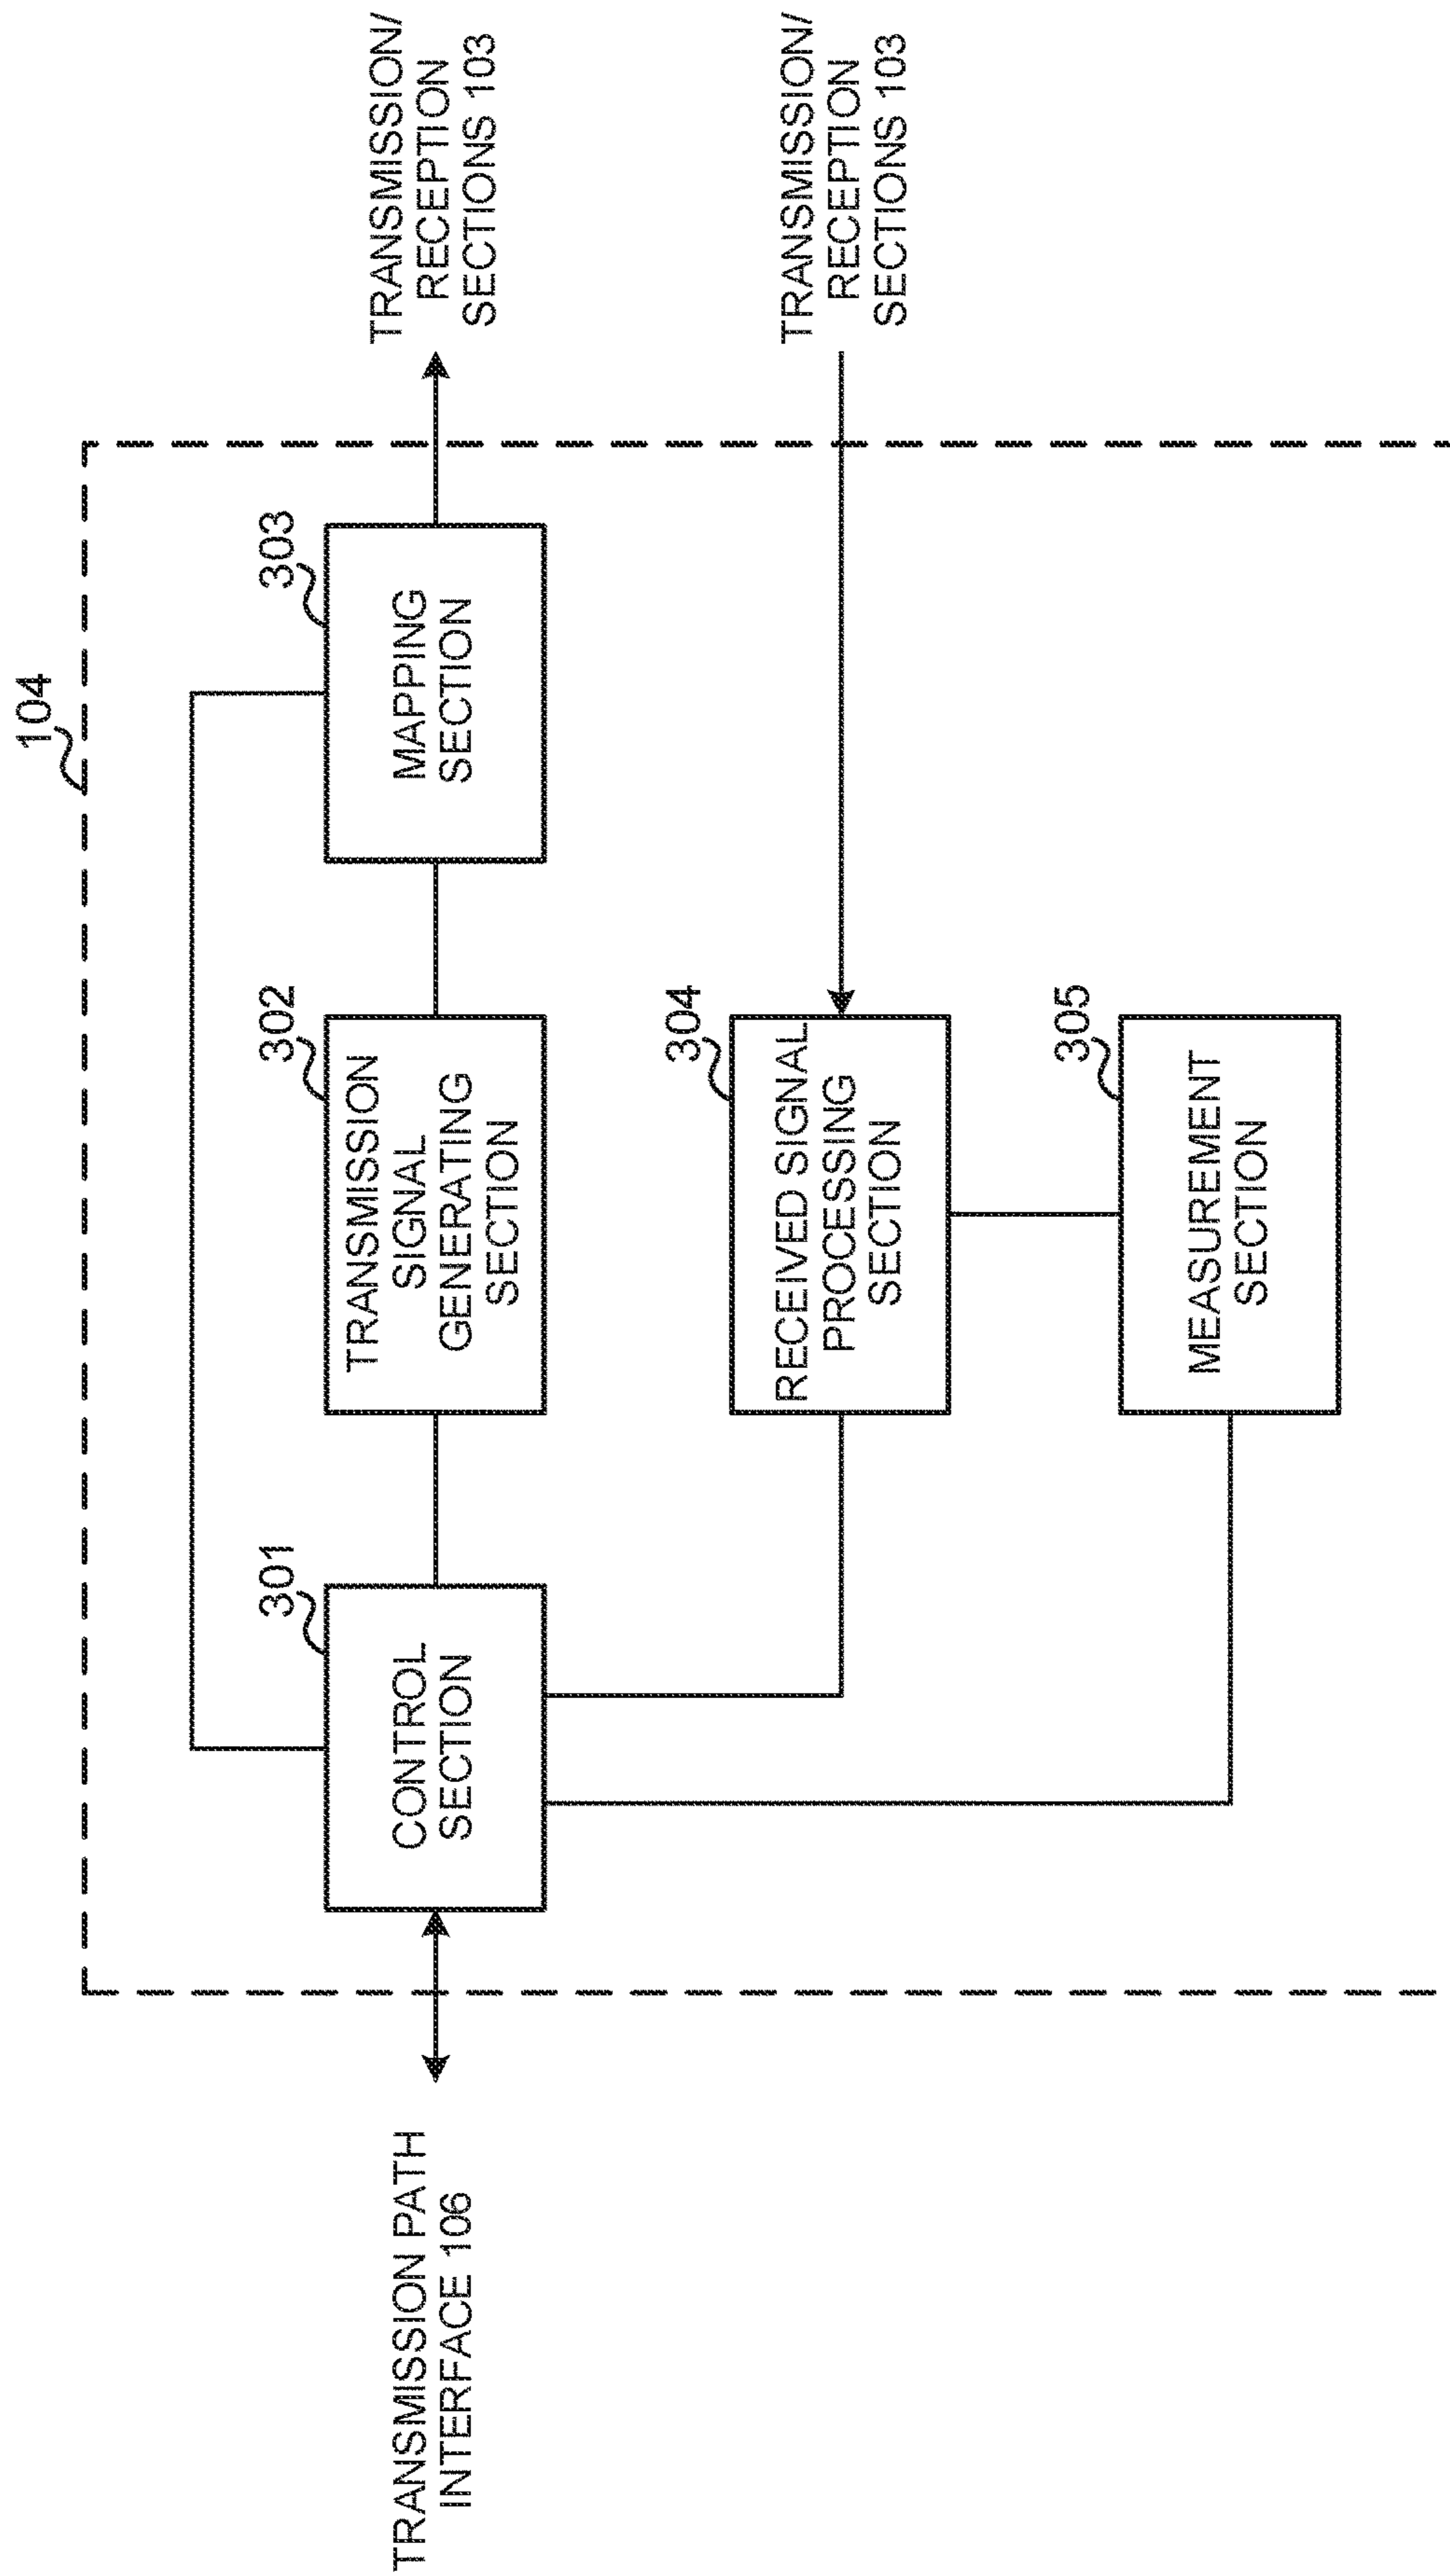 104
TRANSMISSION PATH
INTERFACE 106
301
CONTROL
SECTION
302
TRANSMISSION
SIGNAL
GENERATING
SECTION
303
MAPPING
SECTION
TRANSMISSION/
RECEPTION
SECTIONS 103
304
RECEIVED SIGNAL
PROCESSING
SECTION
TRANSMISSION/
RECEPTION
SECTIONS 103
305
MEASUREMENT
SECTION